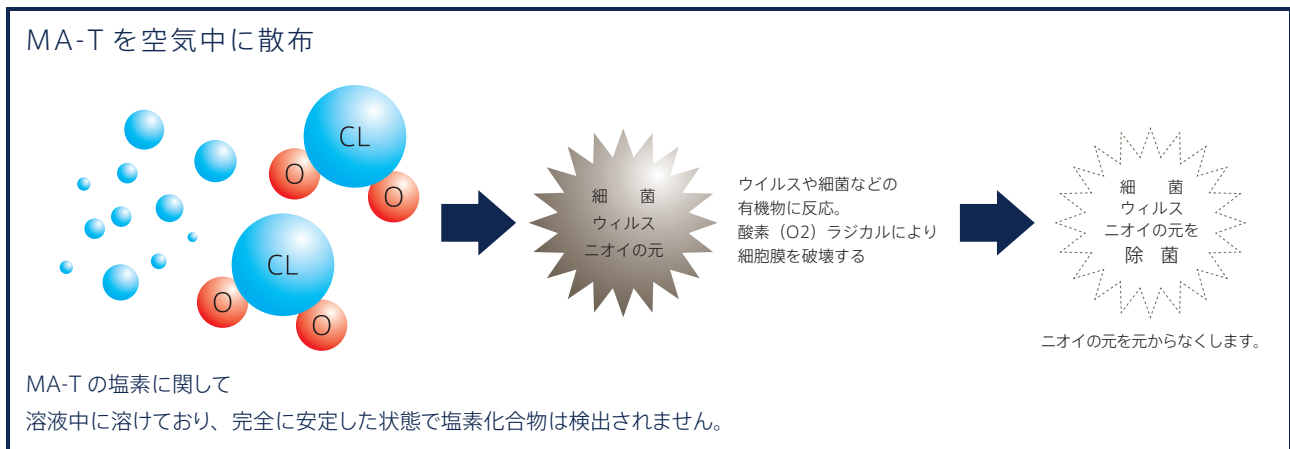 MA-T を空気中に散布
CL
O
O
CL
O
O
細　菌
ウィルス
ニオイの元
ウイルスや細菌などの
有機物に反応。
酸素（O2）ラジカルにより
細胞膜を破壊する
細　菌
ウィルス
ニオイの元を
除　菌
ニオイの元を元からなくします。
MA-T の塩素に関して
溶液中に溶けており、完全に安定した状態で塩素化合物は検出されません。